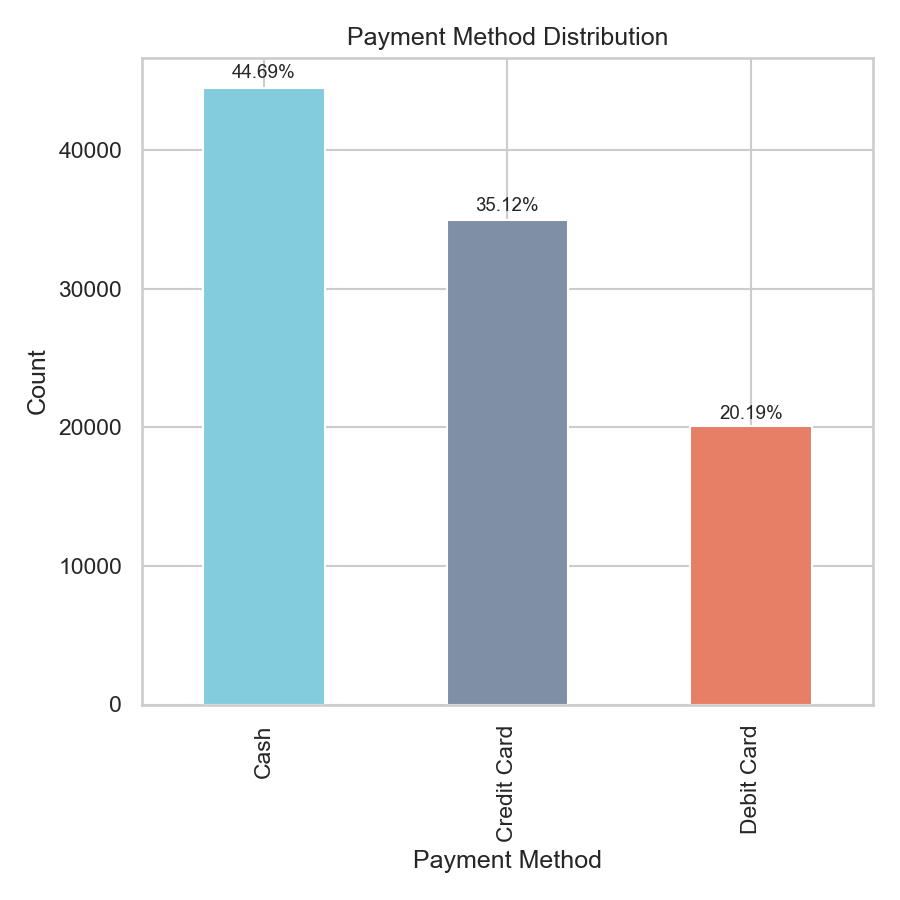 Payment Method Distribution
44.69%
35.12%
20.19%
40000
30000
20000
10000
0
Count
Cash
Credit Card
Debit Card
Payment Method